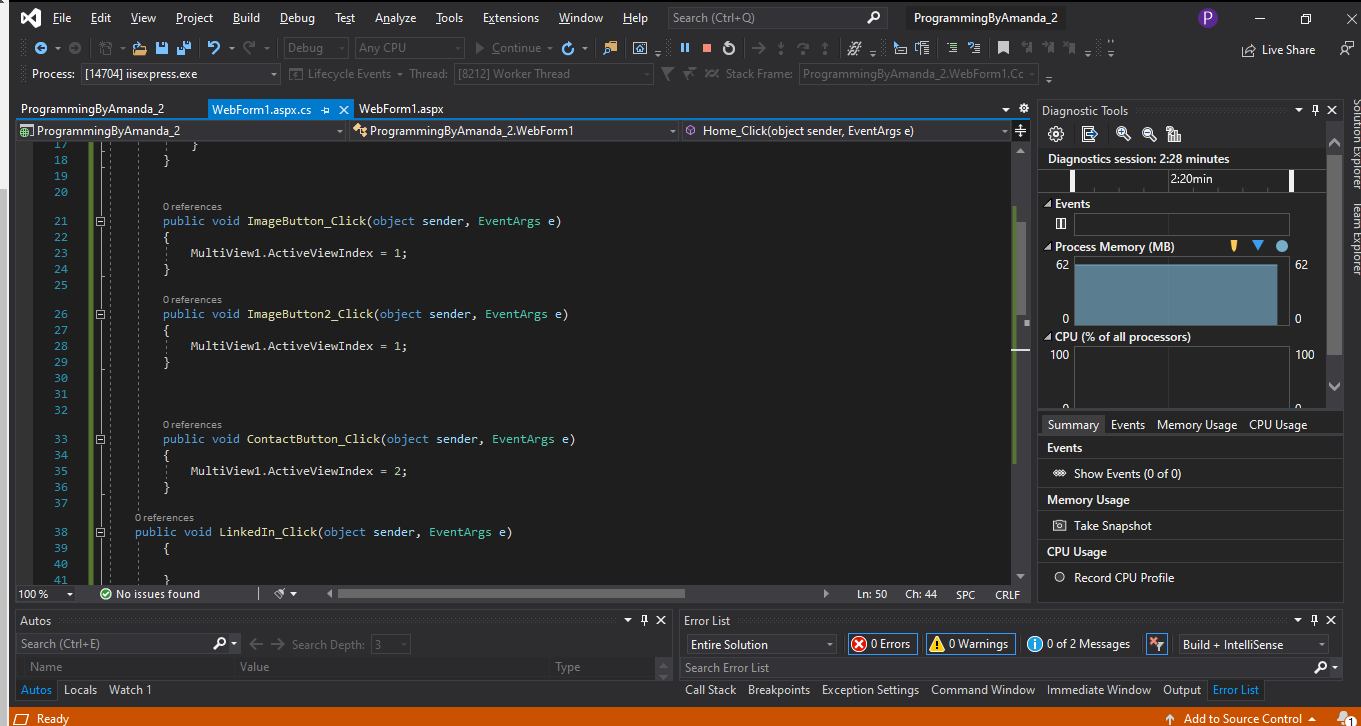 File Edit View Project Build Debug Test Analyze Tools Extensions Window Help Search (Ctrl+Q) ProgrammingByAmanda_2 P
Debug Any CPU Continue Live Share
Process: [14704] iisexpress.exe Lifecycle Events Thread: [8212] Worker Thread Stack Frame: ProgrammingByAmanda_2.WebForm1.Cc
ProgrammingByAmanda_2 WebForm1.aspx.cs WebForm1.aspx
ProgrammingByAmanda_2 ProgrammingByAmanda_2.WebForm1 Home_Click(object sender, EventArgs e)
17 }
18 }
19
20
0 references
21 public void ImageButton_Click(object sender, EventArgs e)
22 {
23 MultiView1.ActiveViewIndex = 1;
24 }
25
0 references
26 public void ImageButton2_Click(object sender, EventArgs e)
27 {
28 MultiView1.ActiveViewIndex = 1;
29 }
30
31
32
0 references
33 public void ContactButton_Click(object sender, EventArgs e)
34 {
35 MultiView1.ActiveViewIndex = 2;
36 }
37
0 references
38 public void LinkedIn_Click(object sender, EventArgs e)
39 {
40
41 }
100 % No issues found Ln: 50 Ch: 44 SPC CRLF
Diagnostic Tools
Diagnostics session: 2:28 minutes
2:20min
Events
Process Memory (MB)
62 62
0 0
CPU (% of all processors)
100 100
0 0
Summary Events Memory Usage CPU Usage
Events
Show Events (0 of 0)
Memory Usage
Take Snapshot
CPU Usage
Record CPU Profile
Solution Explorer
Team Explorer
Autos
Search (Ctrl+E) Search Depth: 3
Name Value Type
Autos Locals Watch 1
Error List
Entire Solution 0 Errors 0 Warnings 0 of 2 Messages Build + IntelliSense
Search Error List
Call Stack Breakpoints Exception Settings Command Window Immediate Window Output Error List
Ready Add to Source Control 1